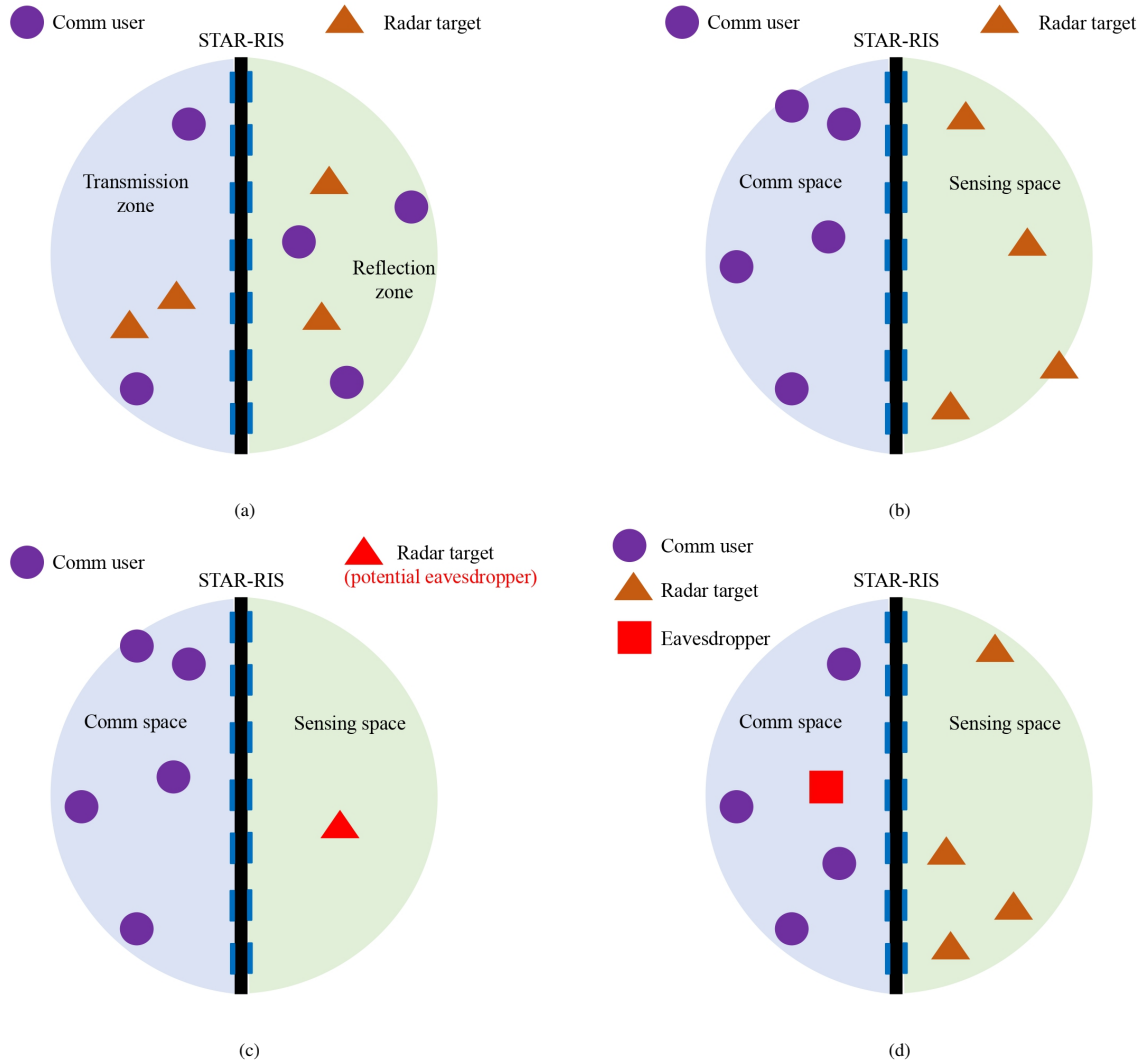 Comm user
Radar target
STAR-RIS
Transmission
zone
Reflection
zone
(a)
Comm user
Radar target
STAR-RIS
Comm space
Sensing space
(b)
Comm user
Radar target
(potential eavesdropper)
STAR-RIS
Comm space
Sensing space
(c)
Comm user
Radar target
Eavesdropper
STAR-RIS
Comm space
Sensing space
(d)